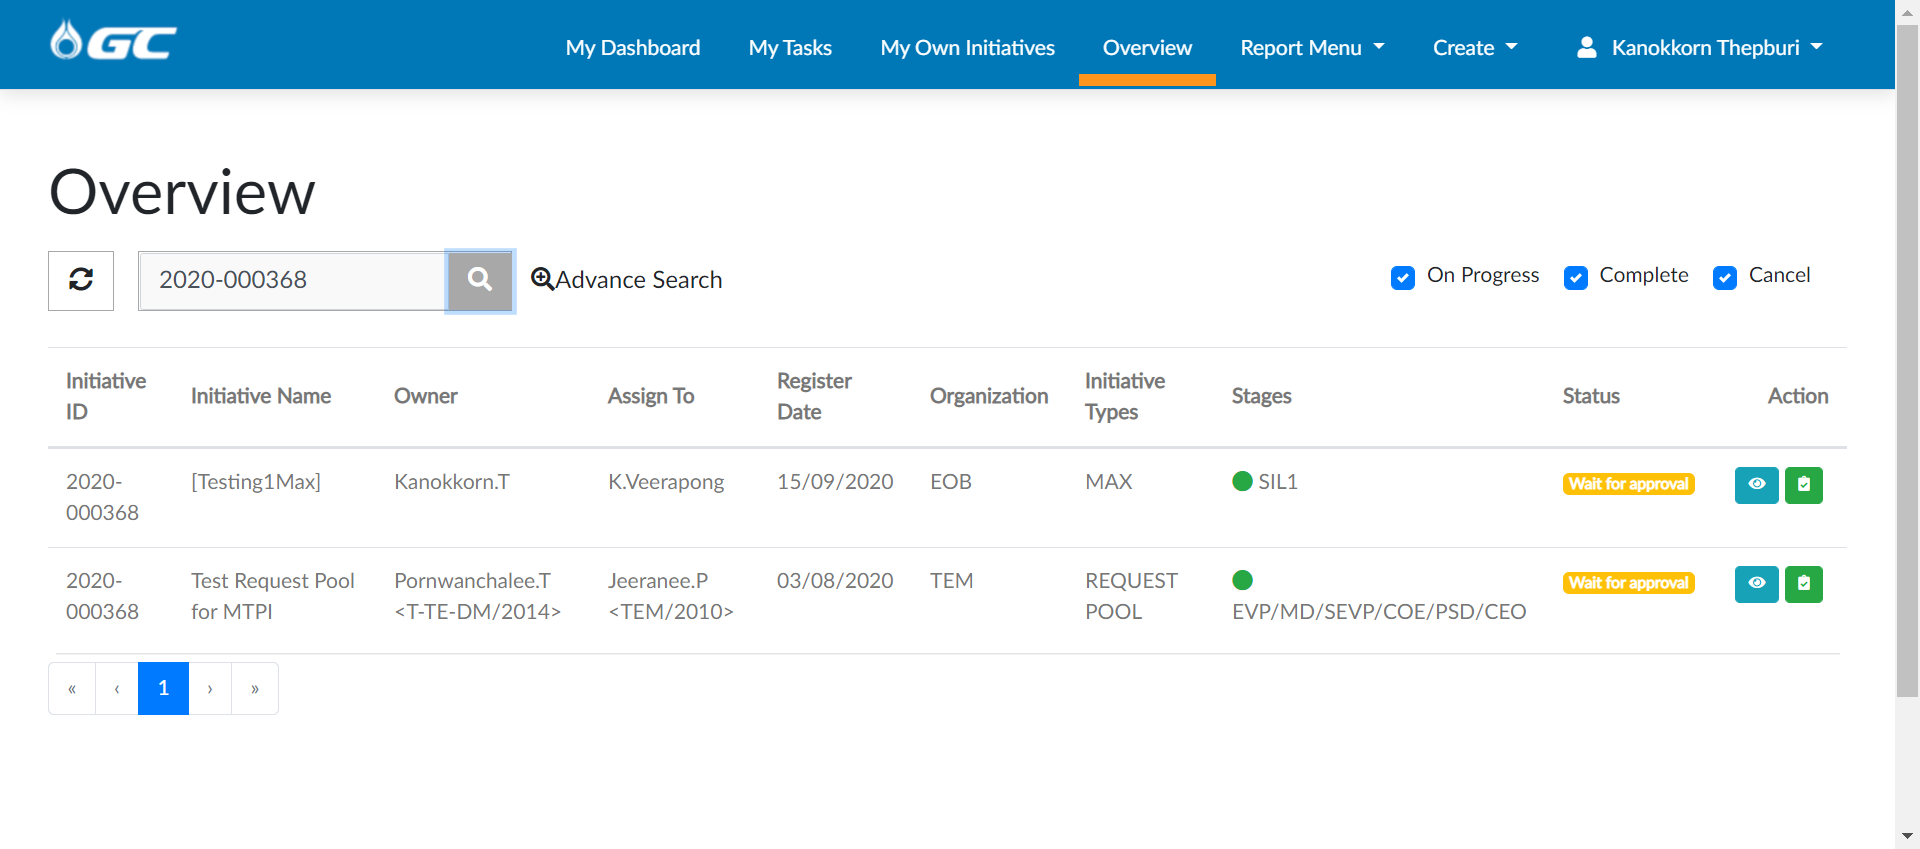 GC
My Dashboard My Tasks My Own Initiatives Overview Report Menu Create Kanokkorn Thepburi
Overview
2020-000368 Advance Search On Progress Complete Cancel
Initiative ID Initiative Name Owner Assign To Register Date Organization Initiative Types Stages Status Action
2020-000368 [Testing1Max] Kanokkorn.T K.Veerapong 15/09/2020 EOB MAX SIL1 Wait for approval
2020-000368 Test Request Pool for MTPI Pornwanchalee.T <T-TE-DM/2014> Jeeranee.P <TEM/2010> 03/08/2020 TEM REQUEST POOL EVP/MD/SEVP/COE/PSD/CEO Wait for approval
« ‹ 1 › »